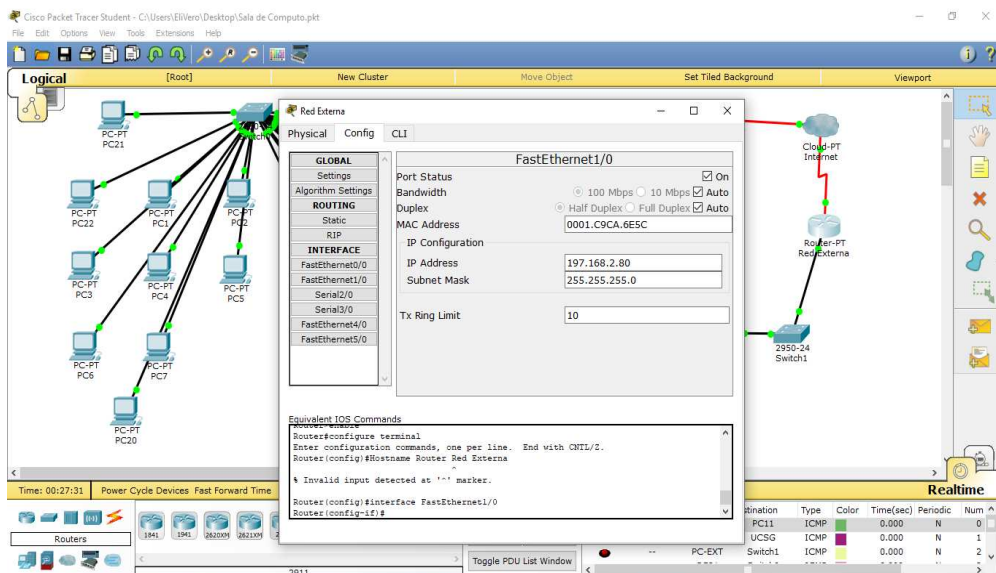 Cisco Packet Tracer Student - C:\Users\EliVero\Desktop\Sala de Computo.pkt
File Edit Options View Tools Extensions Help
Logical [Root] New Cluster Move Object Set Tiled Background Viewport
PC-PT
PC21
PC-PT
PC22
PC-PT
PC1
PC-PT
PC2
PC-PT
PC3
PC-PT
PC4
PC-PT
PC5
PC-PT
PC6
PC-PT
PC7
PC-PT
PC20
Red Externa
Physical Config CLI
GLOBAL
Settings
Algorithm Settings
ROUTING
Static
RIP
INTERFACE
FastEthernet0/0
FastEthernet1/0
Serial2/0
Serial3/0
FastEthernet4/0
FastEthernet5/0
FastEthernet1/0
Port Status On
Bandwidth 100 Mbps 10 Mbps Auto
Duplex Half Duplex Full Duplex Auto
MAC Address 0001.C9CA.6E5C
IP Configuration
IP Address 197.168.2.80
Subnet Mask 255.255.255.0
Tx Ring Limit 10
Equivalent IOS Commands
Router>enable
Router#configure terminal
Enter configuration commands, one per line. End with CNTL/Z.
Router(config)#Hostname Router Red Externa
^
% Invalid input detected at '^' marker.
Router(config)#interface FastEthernet1/0
Router(config-if)#
Cloud-PT
Internet
Router-PT
Red Externa
2950-24
Switch1
Time: 00:27:31 Power Cycle Devices Fast Forward Time
Realtime
Routers
1841 1941 2620XM 2621XM
2911
Toggle PDU List Window
Type Color Time(sec) Periodic Num
PC11 ICMP 0.000 N 0
UCSG ICMP 0.000 N 1
-- PC-EXT Switch1 ICMP 0.000 N 2